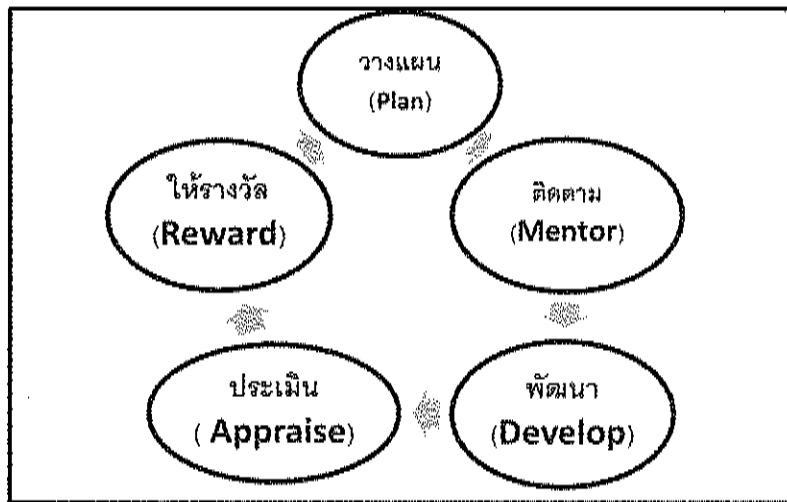 วางแผน
(Plan)
ติดตาม
(Mentor)
พัฒนา
(Develop)
ประเมิน
( Appraise)
ให้รางวัล
(Reward)